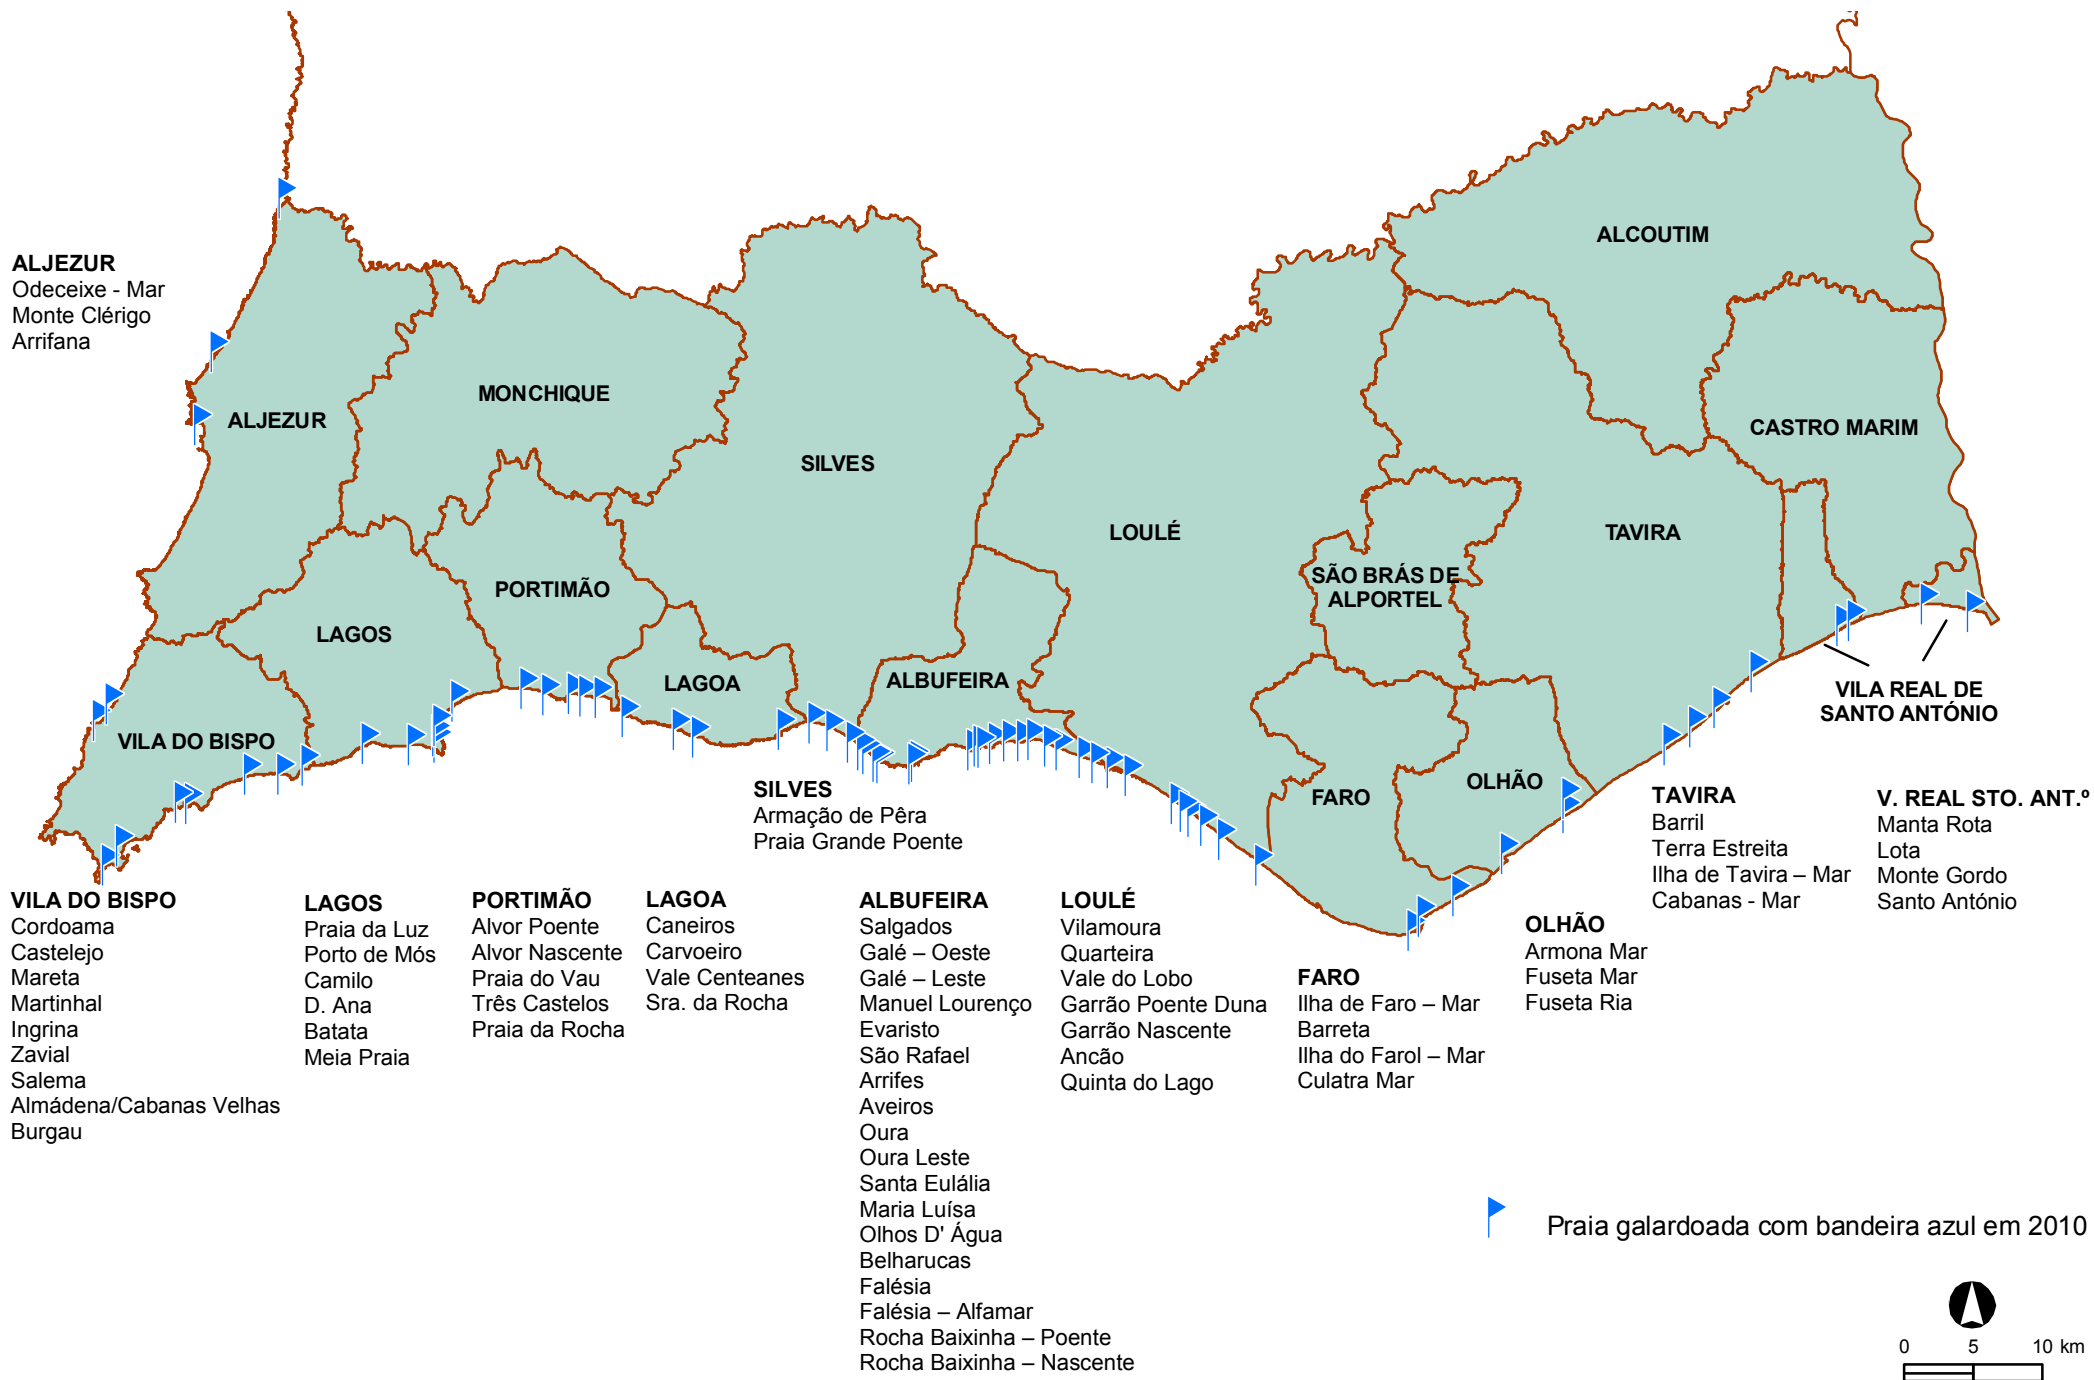 ALCOUTIM
ALJEZUR
Odeceixe - Mar
Monte Clérigo
Arrifana
MONCHIQUE
ALJEZUR
CASTRO MARIM
SILVES
LOULÉ
TAVIRA
SÃO BRÁS DE
ALPORTEL
PORTIMÃO
LAGOS
LAGOA
ALBUFEIRA
VILA REAL DE
SANTO ANTÓNIO
VILA DO BISPO
OLHÃO
FARO
SILVES
Armação de Pêra
Praia Grande Poente
TAVIRA
Barril
Terra Estreita
Ilha de Tavira – Mar
Cabanas - Mar
V. REAL STO. ANT.º
Manta Rota
Lota
Monte Gordo
Santo António
VILA DO BISPO
Cordoama
Castelejo
Mareta
Martinhal
Ingrina
Zavial
Salema
Almádena/Cabanas Velhas
Burgau
LAGOS
Praia da Luz
Porto de Mós
Camilo
D. Ana
Batata
Meia Praia
PORTIMÃO
Alvor Poente
Alvor Nascente
Praia do Vau
Três Castelos
Praia da Rocha
LAGOA
Caneiros
Carvoeiro
Vale Centeanes
Sra. da Rocha
ALBUFEIRA
Salgados
Galé – Oeste
Galé – Leste
Manuel Lourenço
Evaristo
São Rafael
Arrifes
Aveiros
Oura
Oura Leste
Santa Eulália
Maria Luísa
Olhos D' Água
Belharucas
Falésia
Falésia – Alfamar
Rocha Baixinha – Poente
Rocha Baixinha – Nascente
LOULÉ
Vilamoura
Quarteira
Vale do Lobo
Garrão Poente Duna
Garrão Nascente
Ancão
Quinta do Lago
FARO
Ilha de Faro – Mar
Barreta
Ilha do Farol – Mar
Culatra Mar
OLHÃO
Armona Mar
Fuseta Mar
Fuseta Ria
Praia galardoada com bandeira azul em 2010
0 5 10 km